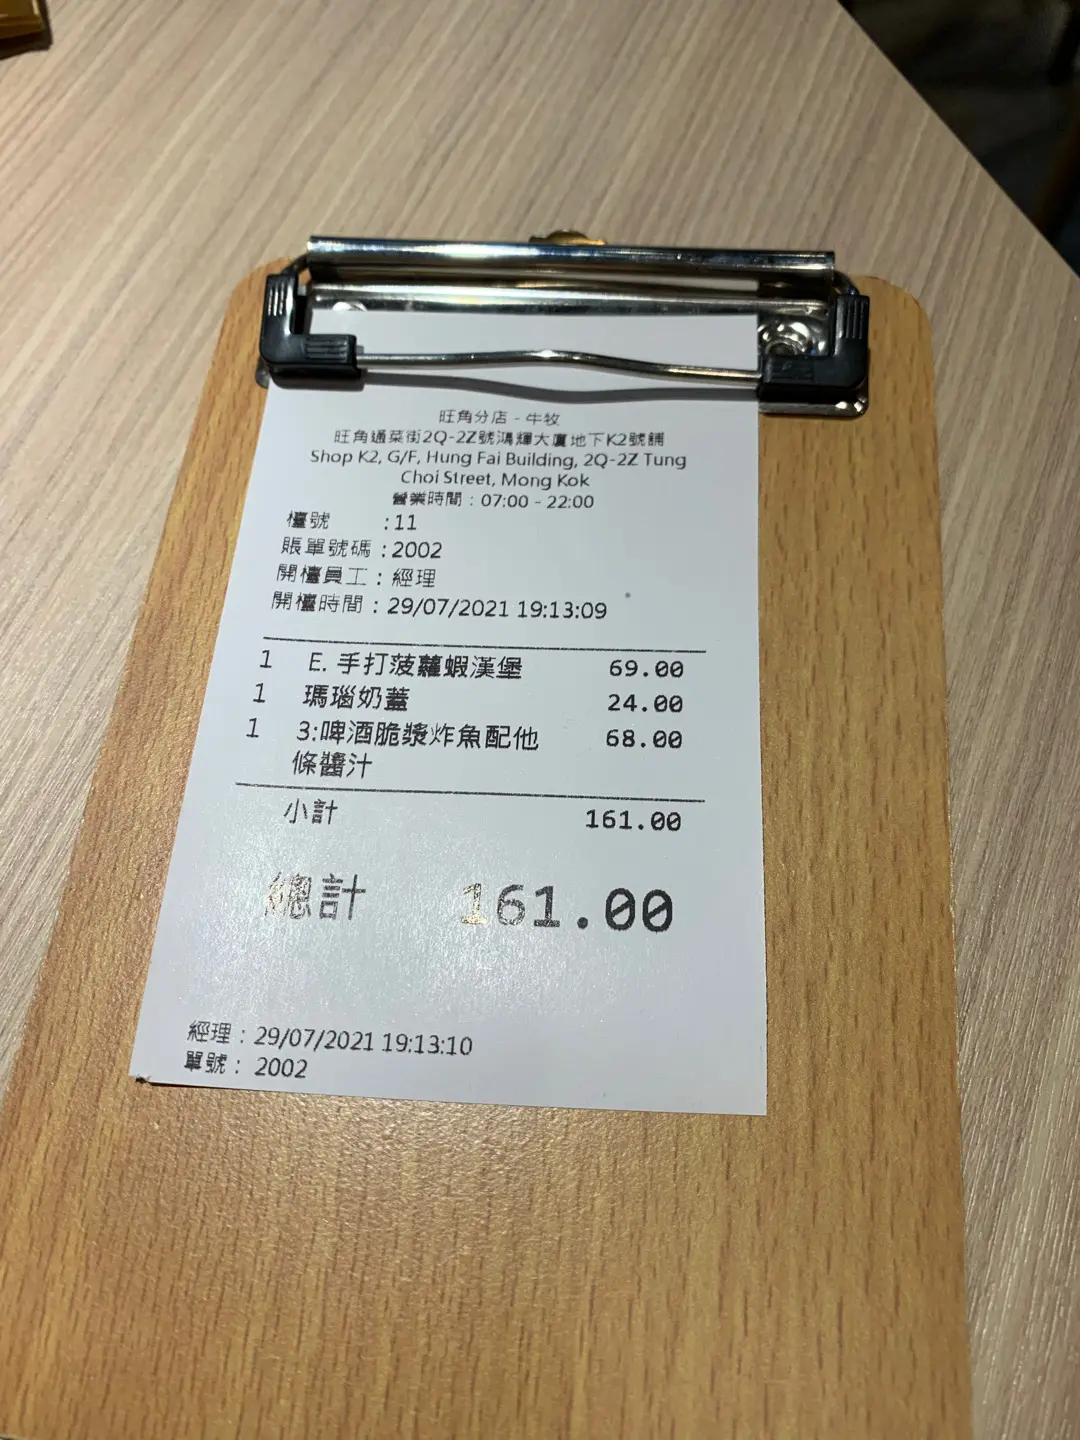 旺角分店 - 牛牧
旺角通菜街2Q-2Z號鴻輝大廈地下K2號舖
Shop K2, G/F, Hung Fai Building, 2Q-2Z Tung
Choi Street, Mong Kok
營業時間：07:00 - 22:00
檯號 :11
賬單號碼 :2002
開檯員工：經理
開檯時間：29/07/2021 19:13:09
1 E. 手打菠蘿蝦漢堡 69.00
1 瑪瑙奶蓋 24.00
1 3:啤酒脆漿炸魚配他 68.00
條醬汁
小計 161.00
總計 161.00
經理：29/07/2021 19:13:10
單號： 2002